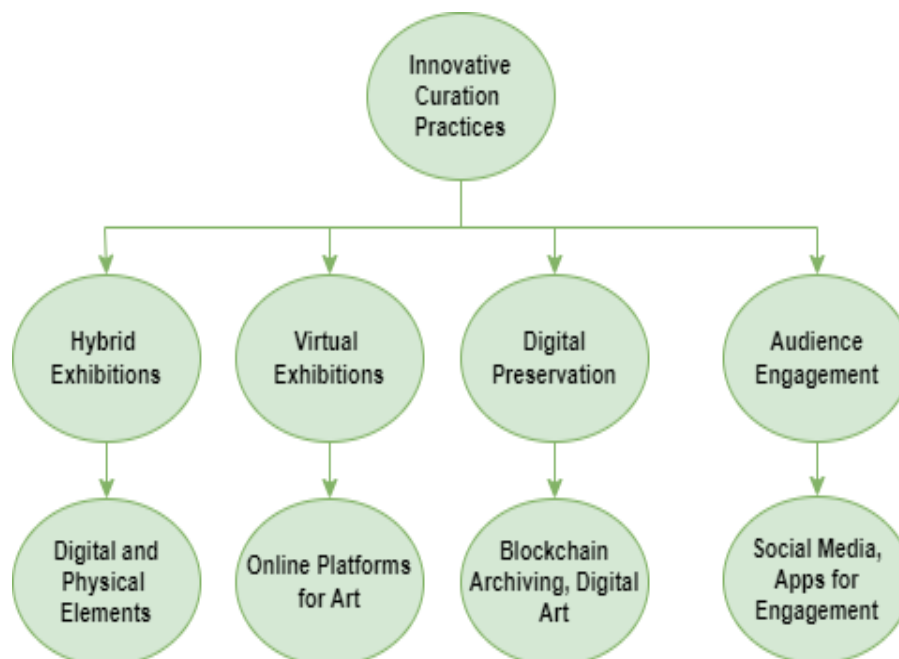 Innovative
Curation
Practices
Hybrid
Exhibitions
Virtual
Exhibitions
Digital
Preservation
Audience
Engagement
Digital and
Physical
Elements
Online Platforms
for Art
Blockchain
Archiving, Digital
Art
Social Media,
Apps for
Engagement